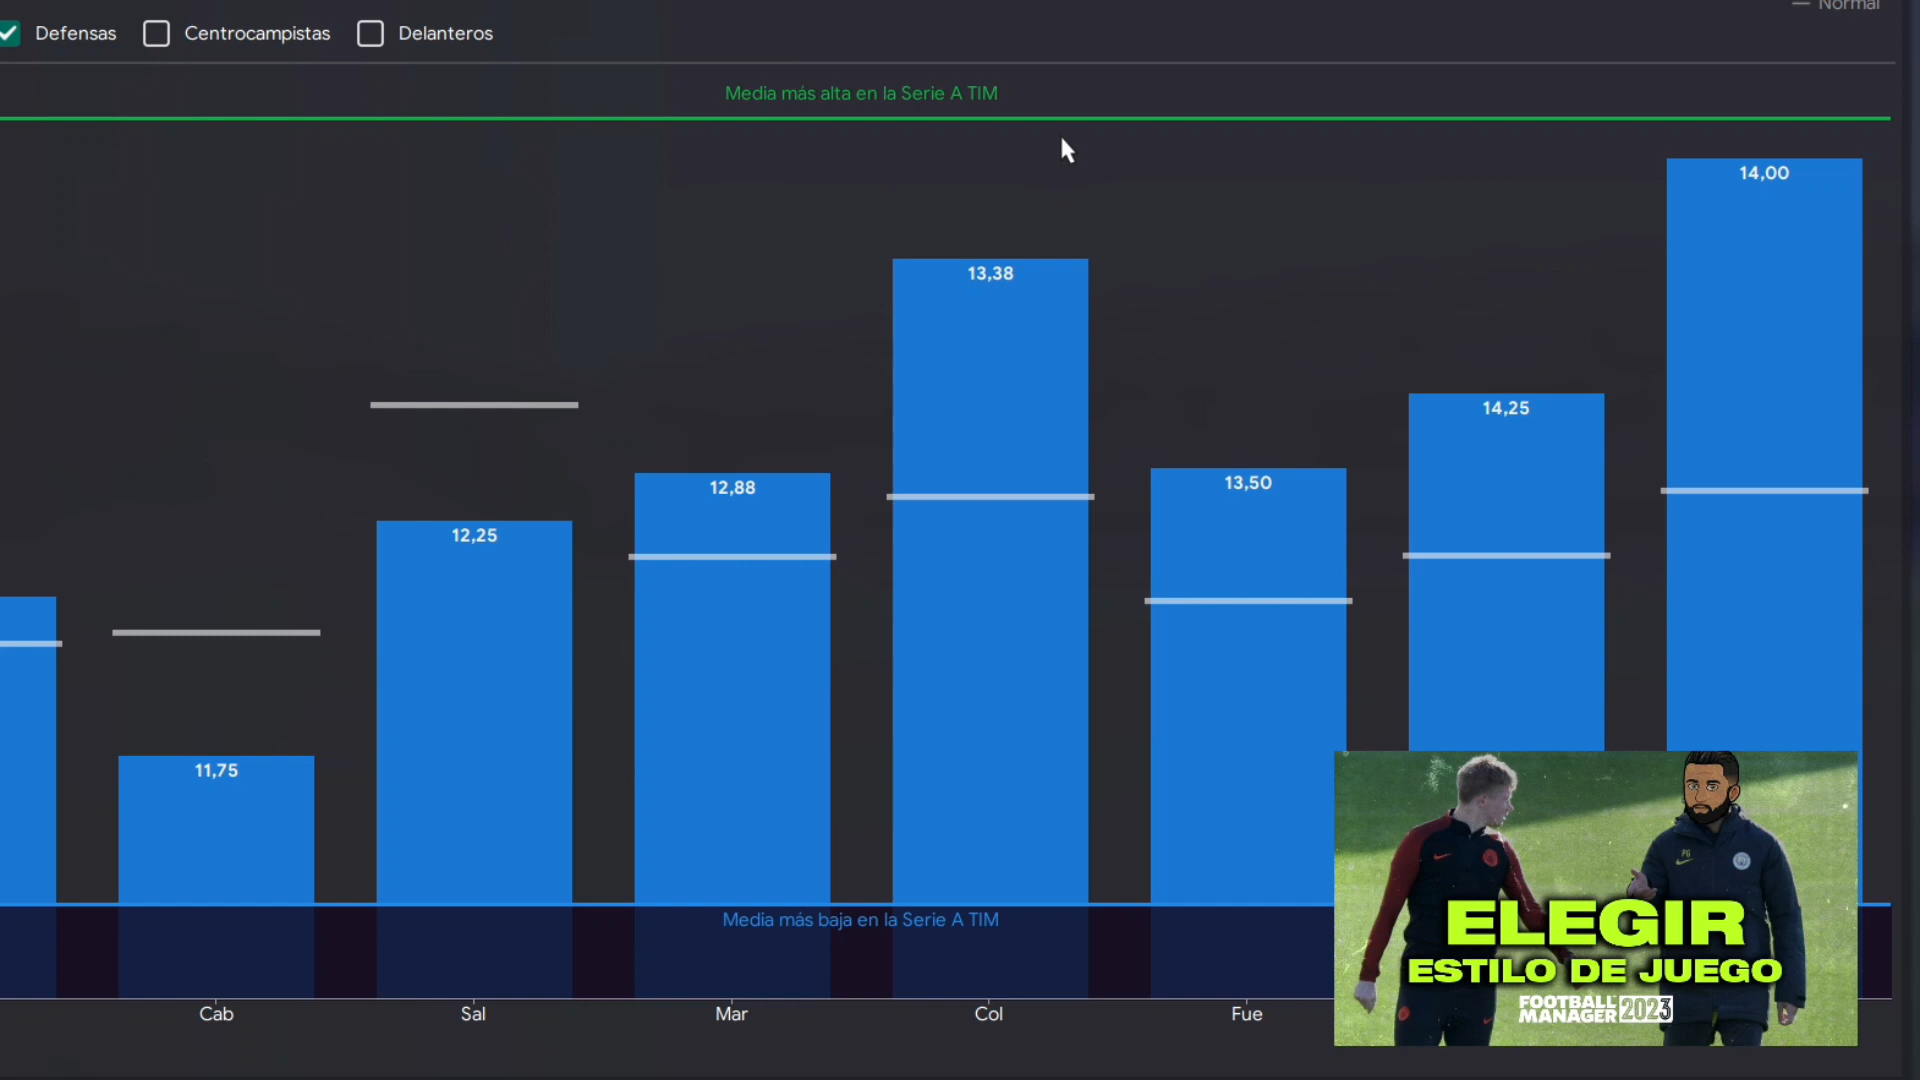 Normal
Defensas
Centrocampistas
Delanteros
Media más alta en la Serie A TIM
14,00
13,38
14,25
13,50
12,88
12,25
11,75
Media más baja en la Serie A TIM
PG
ELEGIR
ESTILO DE JUEGO
FOOTBALL
MANAGER 2023
Cab
Sal
Mar
Col
Fue